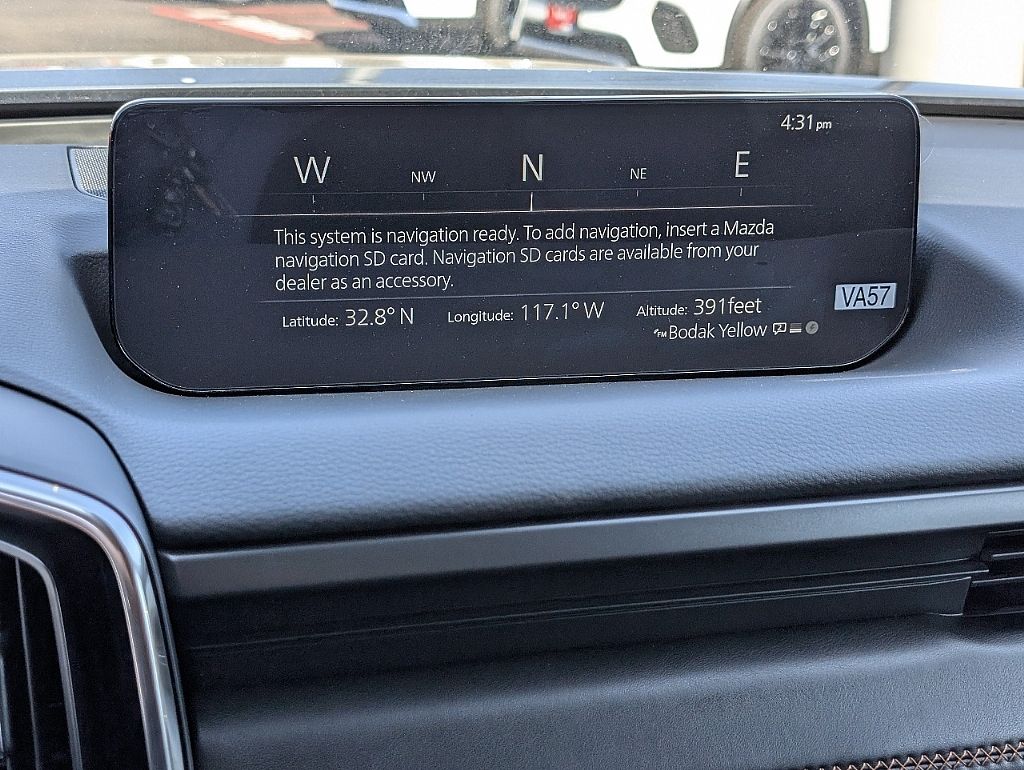 4:31 pm
W NW N NE E
This system is navigation ready. To add navigation, insert a Mazda
navigation SD card. Navigation SD cards are available from your
dealer as an accessory.
Latitude: 32.8° N Longitude: 117.1° W Altitude: 391feet
VA57
FM Bodak Yellow